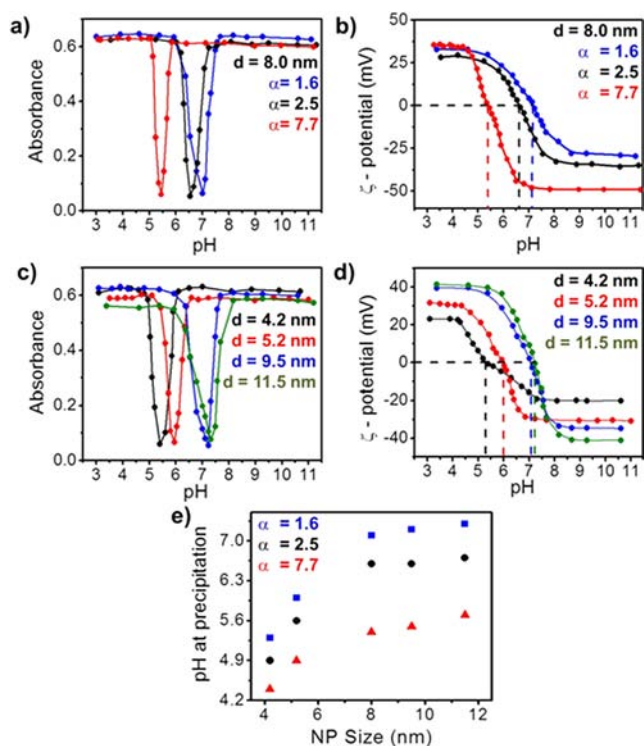 a)
Absorbance
0.6
0.4
0.2
0.0
d = 8.0 nm
α = 1.6
α = 2.5
α = 7.7
3 4 5 6 7 8 9 10 11
pH
b)
ζ - potential (mV)
50
25
0
-25
-50
d = 8.0 nm
α = 1.6
α = 2.5
α = 7.7
3 4 5 6 7 8 9 10 11
pH
c)
Absorbance
0.6
0.4
0.2
0.0
d = 4.2 nm
d = 5.2 nm
d = 9.5 nm
d = 11.5 nm
3 4 5 6 7 8 9 10 11
pH
d)
ζ - potential (mV)
40
20
0
-20
-40
d = 4.2 nm
d = 5.2 nm
d = 9.5 nm
d = 11.5 nm
3 4 5 6 7 8 9 10 11
pH
e)
pH at precipitation
7.0
6.3
5.6
4.9
4.2
α = 1.6
α = 2.5
α = 7.7
4 6 8 10 12
NP Size (nm)